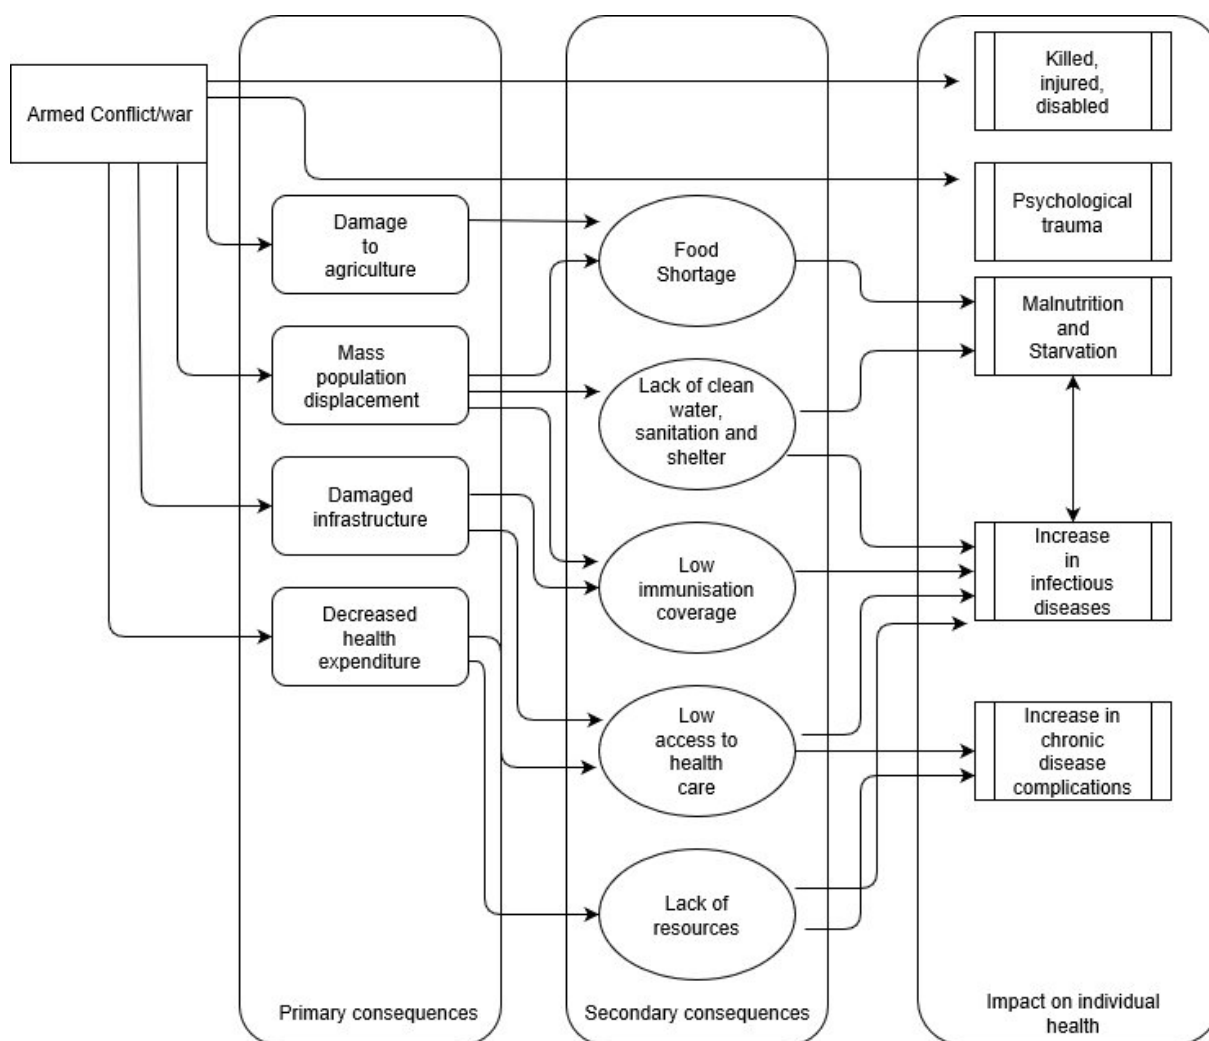 Armed Conflict/war
Damage
to
agriculture
Mass
population
displacement
Damaged
infrastructure
Decreased
health
expenditure
Primary consequences
Food
Shortage
Lack of clean
water,
sanitation and
shelter
Low
immunisation
coverage
Low
access to
health
care
Lack of
resources
Secondary consequences
Killed,
injured,
disabled
Psychological
trauma
Malnutrition
and
Starvation
Increase
in
infectious
diseases
Increase in
chronic
disease
complications
Impact on individual
health